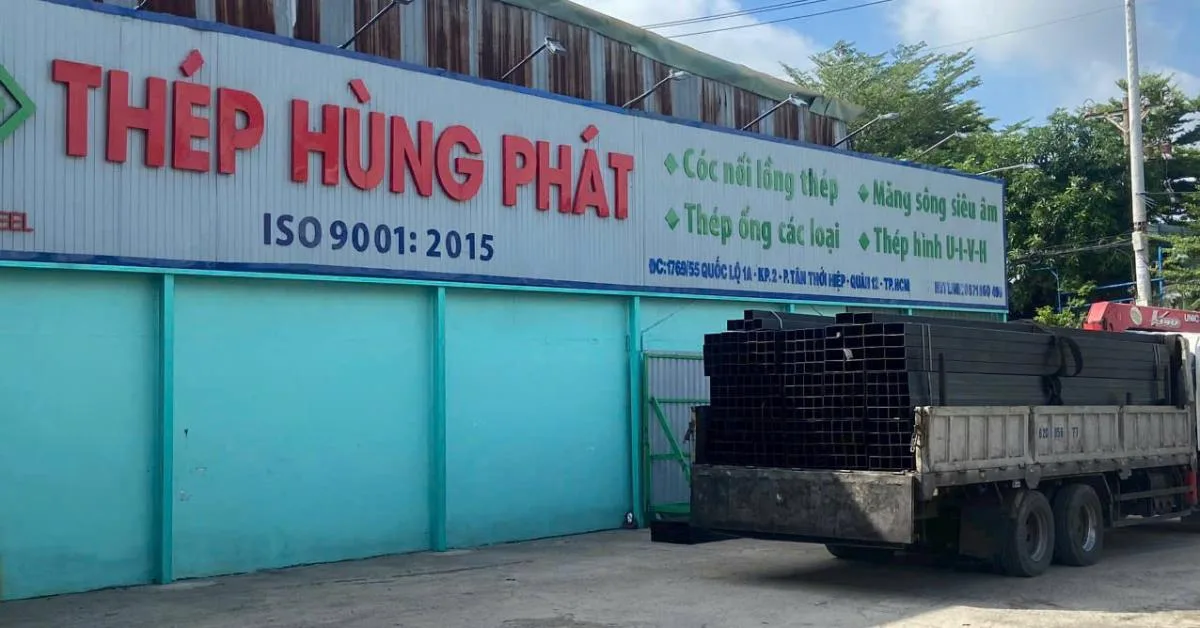 THÉP HÙNG PHÁT
EEL
ISO 9001: 2015
Cóc nối lồng thép
Măng sông siêu âm
Thép ống các loại
Thép hình U-I-V-H
ĐC:1769/55 QUỐC LỘ 1A - KP. 2 - P. TÂN THỚI HIỆP - QUẬN 12 - TP.HCM
UNIC